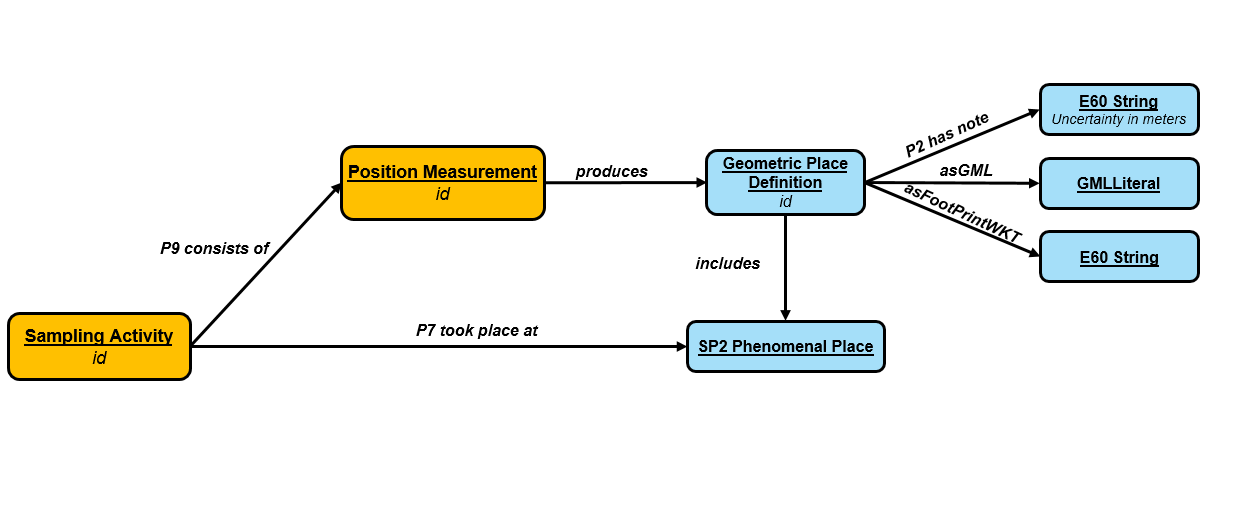 E60 String
Uncertainty in meters
P2 has note
Position Measurement
id
produces
Geometric Place
Definition
id
asGML
GMLLiteral
asFootPrintWKT
E60 String
P9 consists of
includes
Sampling Activity
id
P7 took place at
SP2 Phenomenal Place